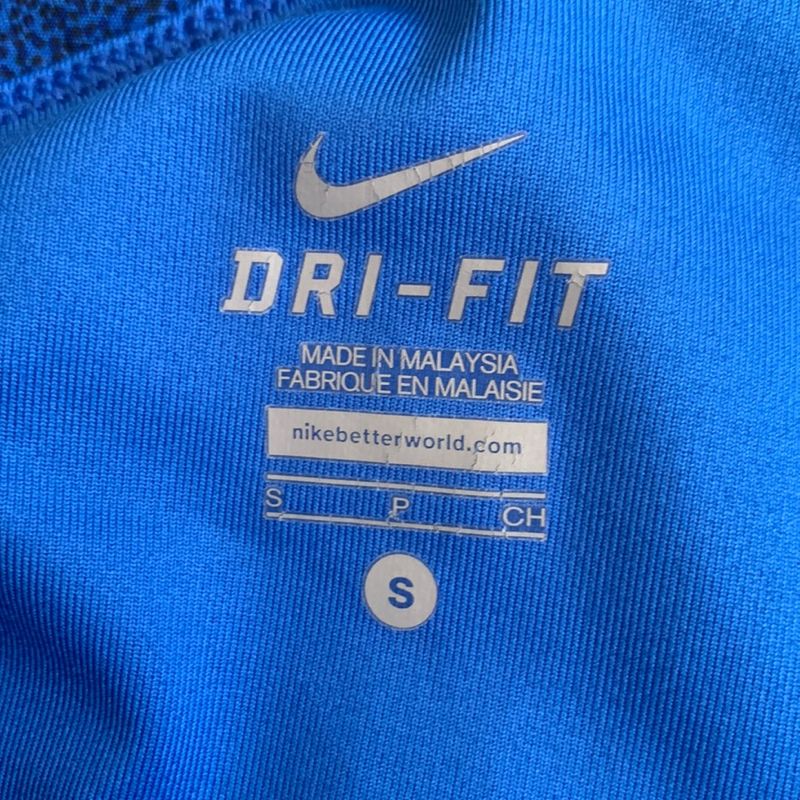 DRI-FIT
MADE IN MALAYSIA
FABRIQUE EN MALAISIE
nikebetterworld.com
S P CH
S